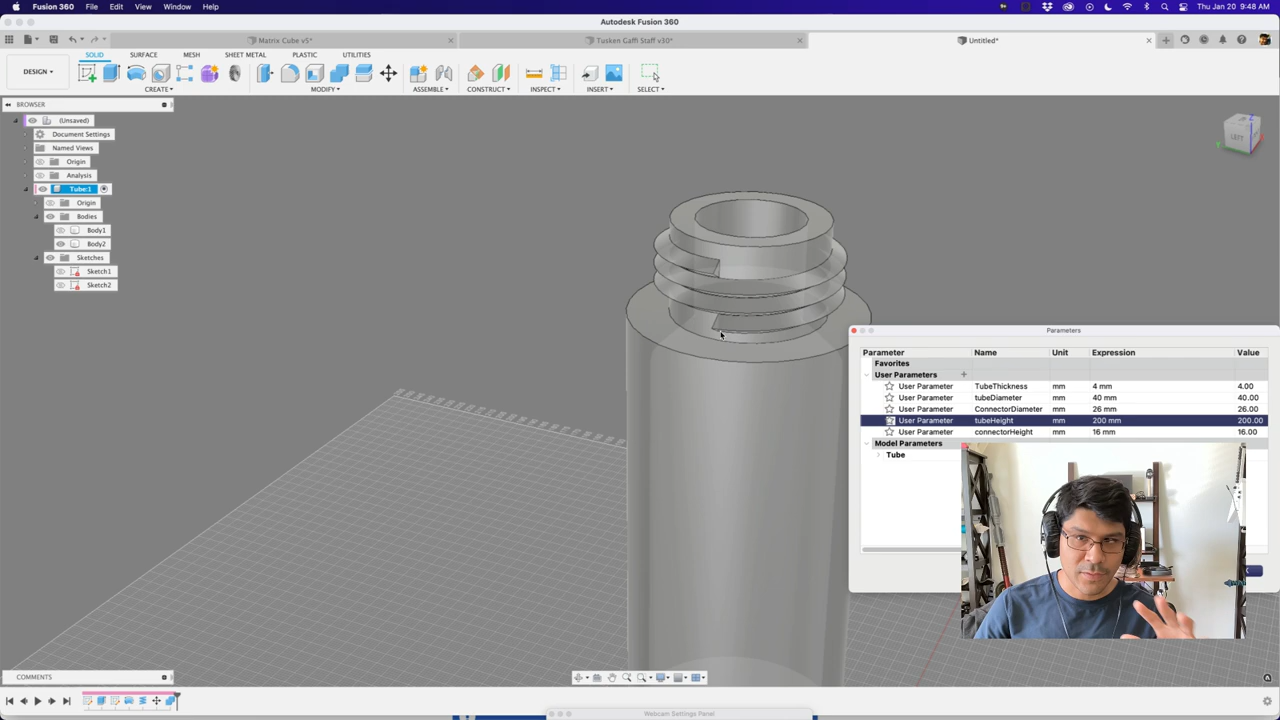 Fusion 360 File Edit View Window Help
Thu Jan 20 9:48 AM
Autodesk Fusion 360
Matrix Cube v5*
Tusken Gaffi Staff v30*
Untitled*
SOLID SURFACE MESH SHEET METAL PLASTIC UTILITIES
DESIGN
CREATE MODIFY ASSEMBLE CONSTRUCT INSPECT INSERT SELECT
BROWSER
(Unsaved)
Document Settings
Named Views
Origin
Analysis
Tube:1
Origin
Bodies
Body1
Body2
Sketches
Sketch1
Sketch2
LEFT
Z
Parameters
Parameter Name Unit Expression Value
Favorites
User Parameters +
User Parameter TubeThickness mm 4 mm 4.00
User Parameter tubeDiameter mm 40 mm 40.00
User Parameter ConnectorDiameter mm 26 mm 26.00
User Parameter tubeHeight mm 200 mm 200.00
User Parameter connectorHeight mm 16 mm 16.00
Model Parameters
Tube
COMMENTS
Webcam Settings Panel